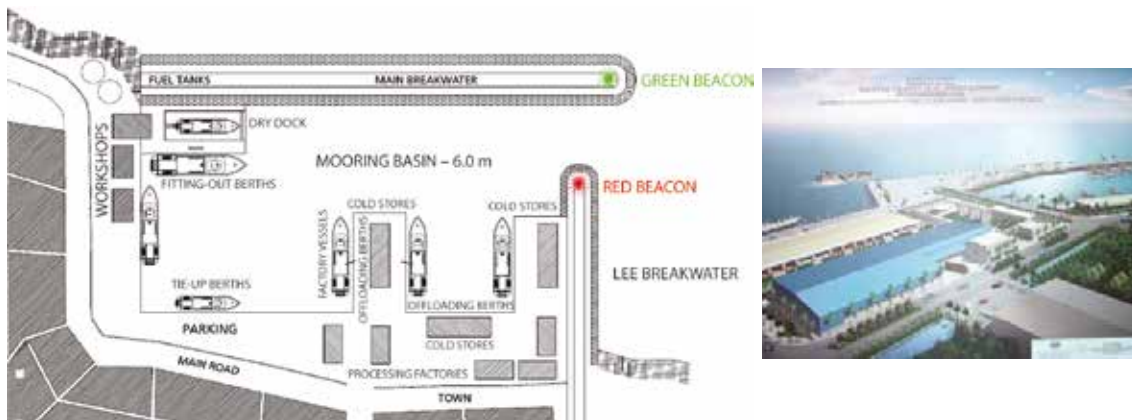 FUEL TANKS
MAIN BREAKWATER
GREEN BEACON
DRY DOCK
WORKSHOPS
MOORING BASIN – 6.0 m
FITTING-OUT BERTHS
RED BEACON
COLD STORES
COLD STORES
FACTORY VESSELS
OFFLOADING BERTHS
LEE BREAKWATER
TIE-UP BERTHS
OFFLOADING BERTHS
PARKING
COLD STORES
MAIN ROAD
PROCESSING FACTORIES
TOWN